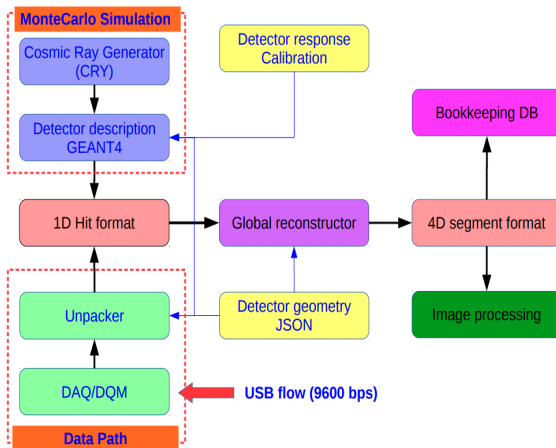 MonteCarlo Simulation
Cosmic Ray Generator
(CRY)
Detector description
GEANT4
Detector response
Calibration
Bookkeeping DB
1D Hit format
Global reconstructor
4D segment format
Unpacker
Detector geometry
JSON
Image processing
DAQ/DQM
USB flow (9600 bps)
Data Path